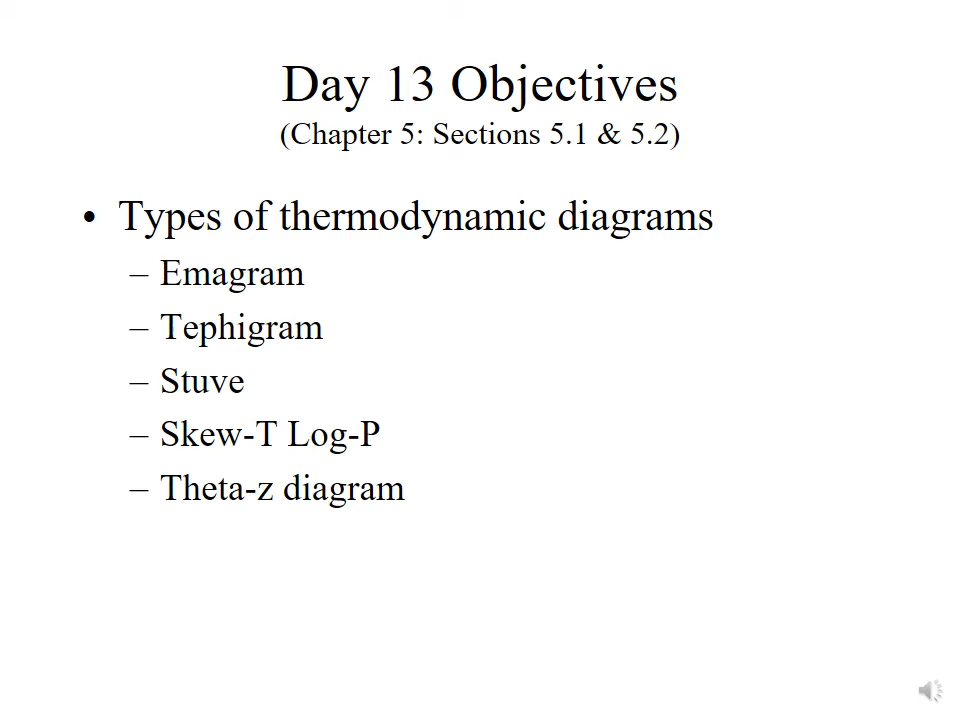 Day 13 Objectives
(Chapter 5: Sections 5.1 & 5.2)
• Types of thermodynamic diagrams
– Emagram
– Tephigram
– Stuve
– Skew-T Log-P
– Theta-z diagram